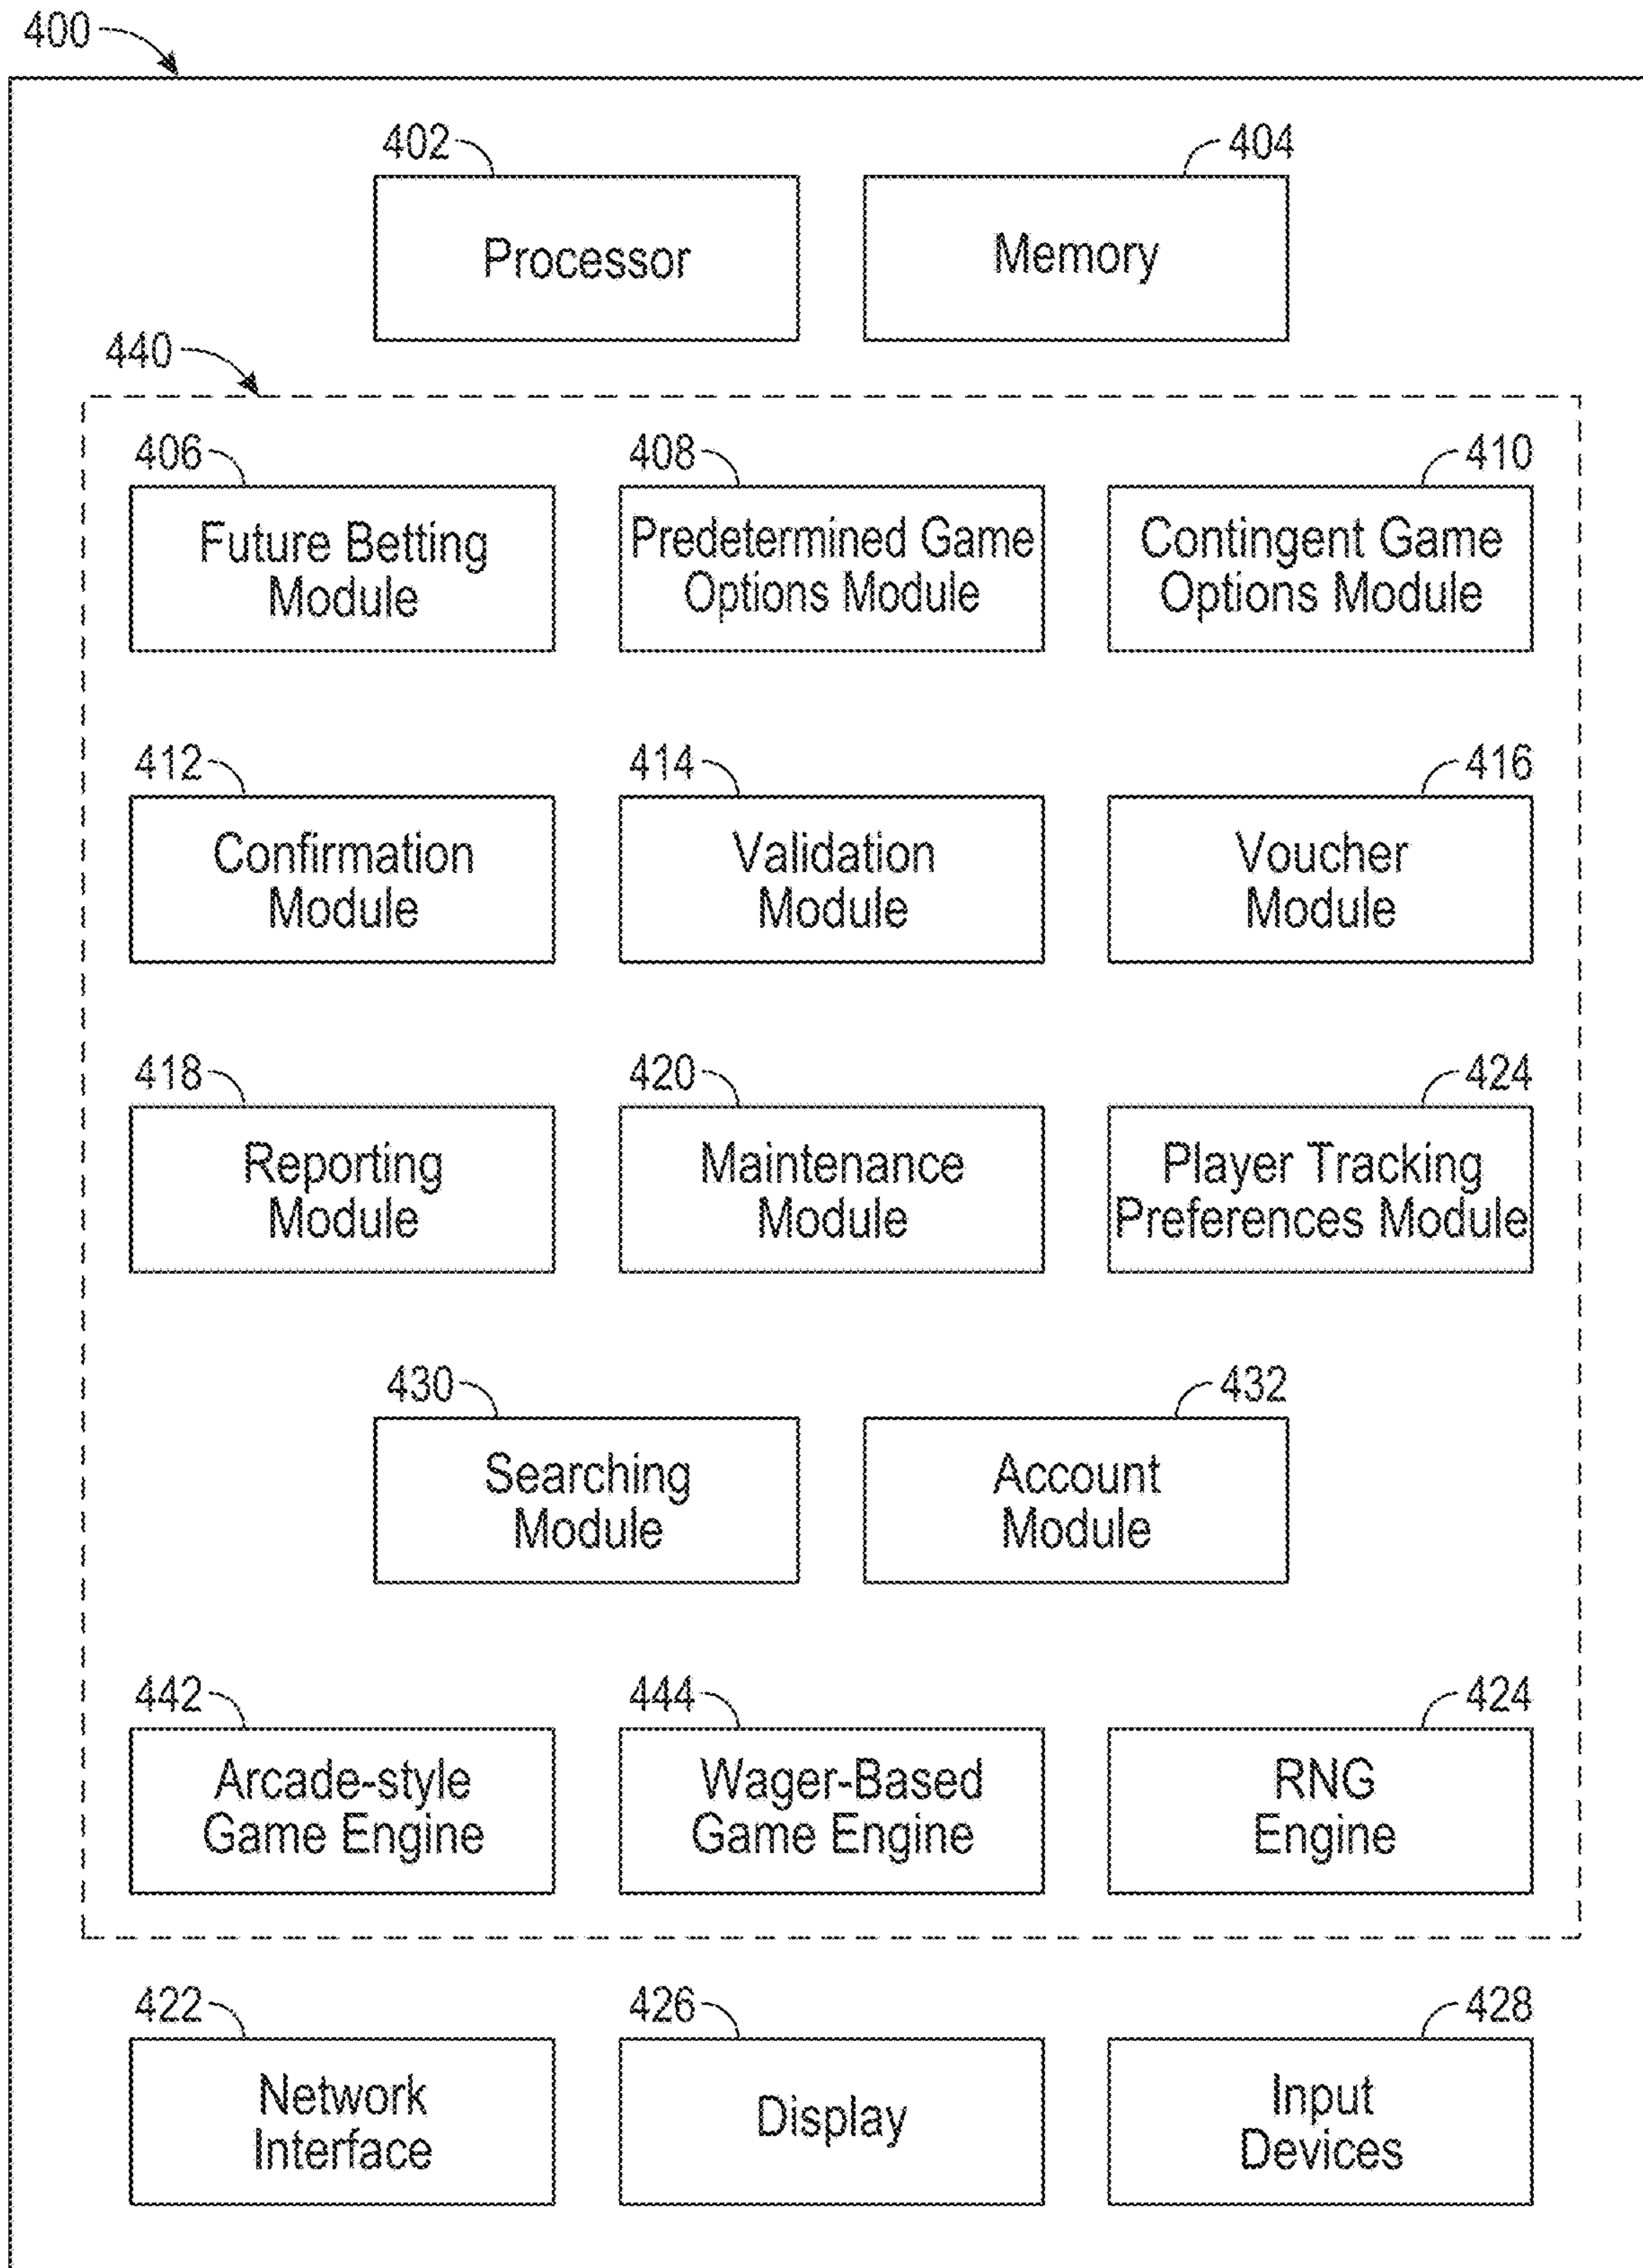 400
402
404
Processor
Memory
440
406
408
410
Future Betting
Module
Predetermined Game
Options Module
Contingent Game
Options Module
412
414
416
Confirmation
Module
Validation
Module
Voucher
Module
418
420
424
Reporting
Module
Maintenance
Module
Player Tracking
Preferences Module
430
432
Searching
Module
Account
Module
442
444
424
Arcade-style
Game Engine
Wager-Based
Game Engine
RNG
Engine
422
426
428
Network
Interface
Display
Input
Devices